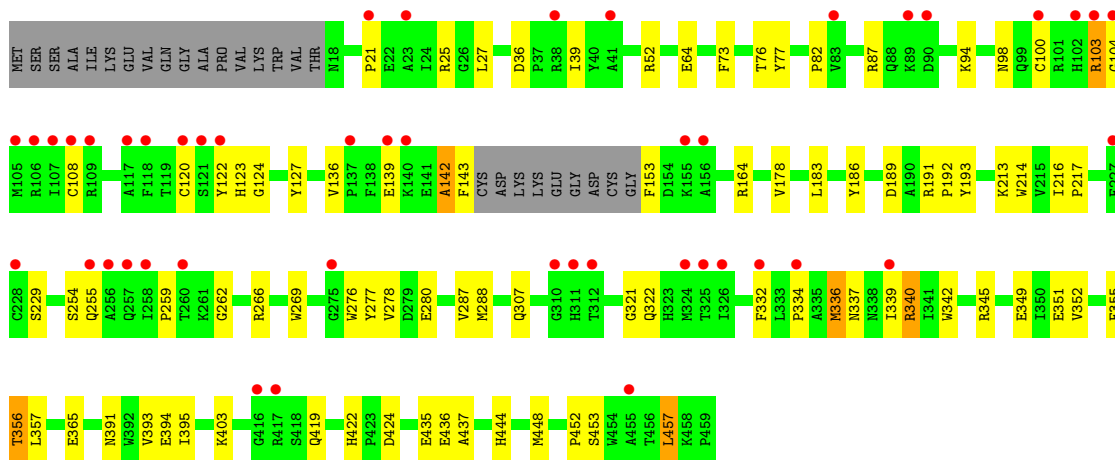 MET SER SER ALA ILE LYS GLU VAL GLN GLY ALA PRO VAL LYS TRP VAL THR N18 P21 E22 A23 I24 R25 G26 L27 D36 P37 R38 I39 Y40 A41 R52 E64 F73 T76 Y77 P82 V83 R87 Q88 K89 D90 K94 N98 Q99 C100 R101 H102 R103 C104
M105 R106 I107 C108 R109 A117 F118 T119 C120 S121 Y122 H123 G124 Y127 V136 P137 F138 E139 K140 E141 A142 F143 CYS ASP LYS LYS GLU GLY ASP CYS GLY F153 D154 K155 A156 R164 V178 L183 Y186 D189 A190 R191 P192 Y193 K213 W214 V215 I216 P217
C228 S229 S254 Q255 A256 Q257 I258 P259 T260 K261 G262 R266 W269 G275 W276 Y277 V278 D279 E280 V287 M288 Q307 G310 H311 T312 G321 Q322 H323 M324 T325 I326 F332 L333 P334 A335 M336 N337 N338 I339 R340 I341 W342 R345 E349 I350 E351 V352
T356 L357 E365 N391 W392 V393 E394 I395 K403 G416 R417 S418 Q419 H422 P423 D424 E435 E436 A437 H444 M448 P452 S453 W454 A455 T456 L457 K458 P459